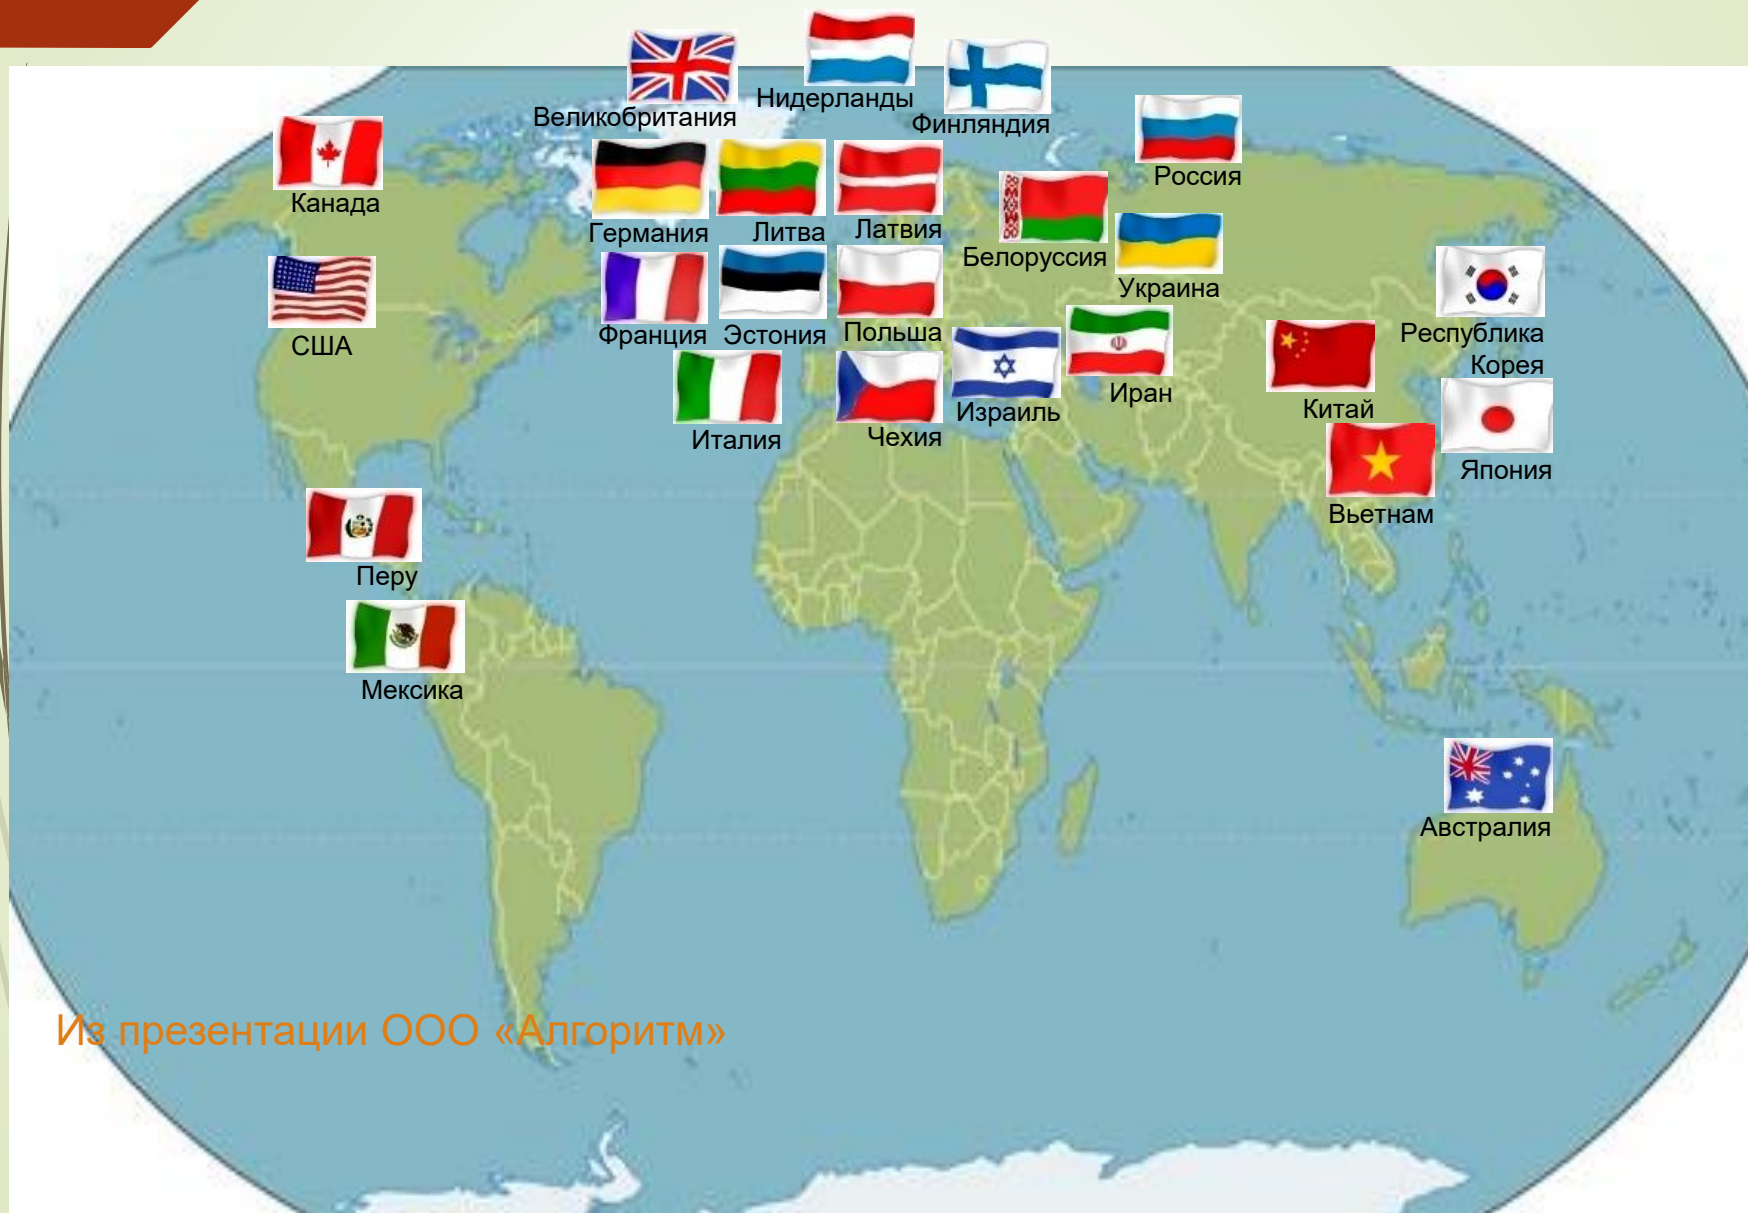 Великобритания
Нидерланды
Финляндия
Россия
Канада
Германия
Литва
Латвия
Белоруссия
Украина
США
Франция
Эстония
Польша
Республика
Корея
Израиль
Иран
Китай
Италия
Чехия
Япония
Вьетнам
Перу
Мексика
Австралия
Из презентации ООО «Алгоритм»